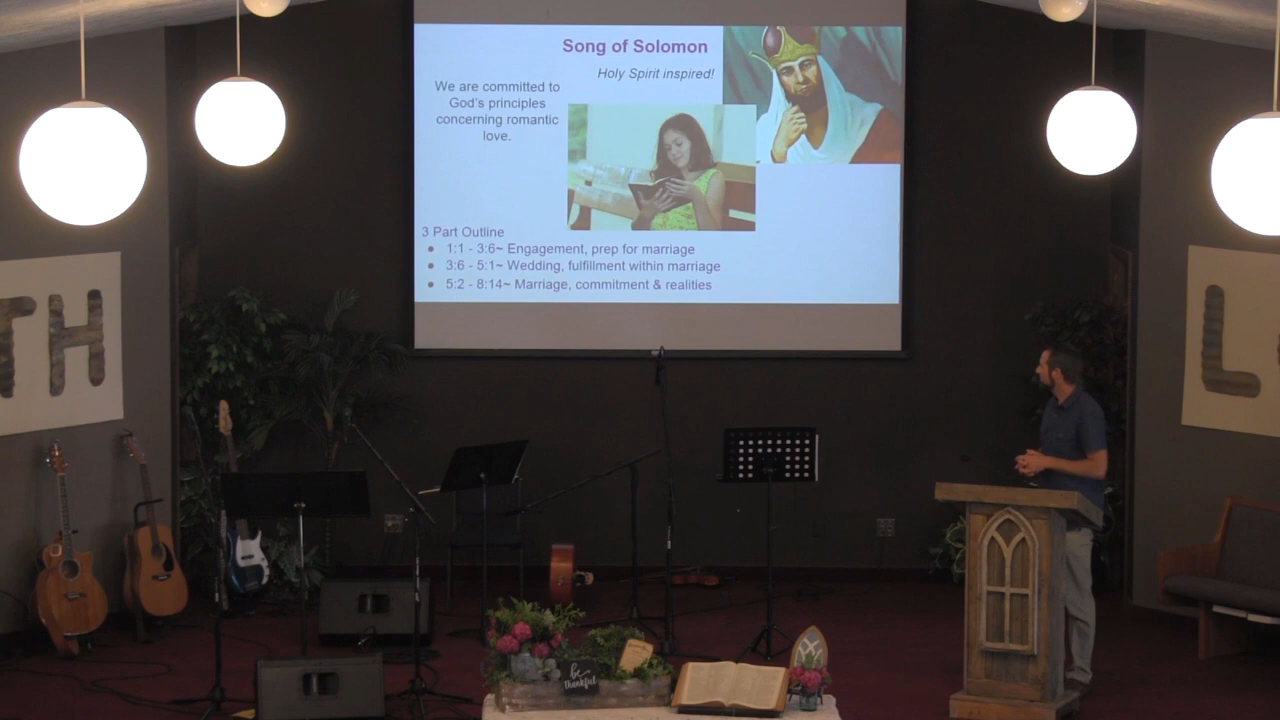 Song of Solomon
Holy Spirit inspired!
We are committed to
God's principles
concerning romantic
love.
3 Part Outline
• 1:1 - 3:6~ Engagement, prep for marriage
• 3:6 - 5:1~ Wedding, fulfillment within marriage
• 5:2 - 8:14~ Marriage, commitment & realities
TH
L
be
thankful